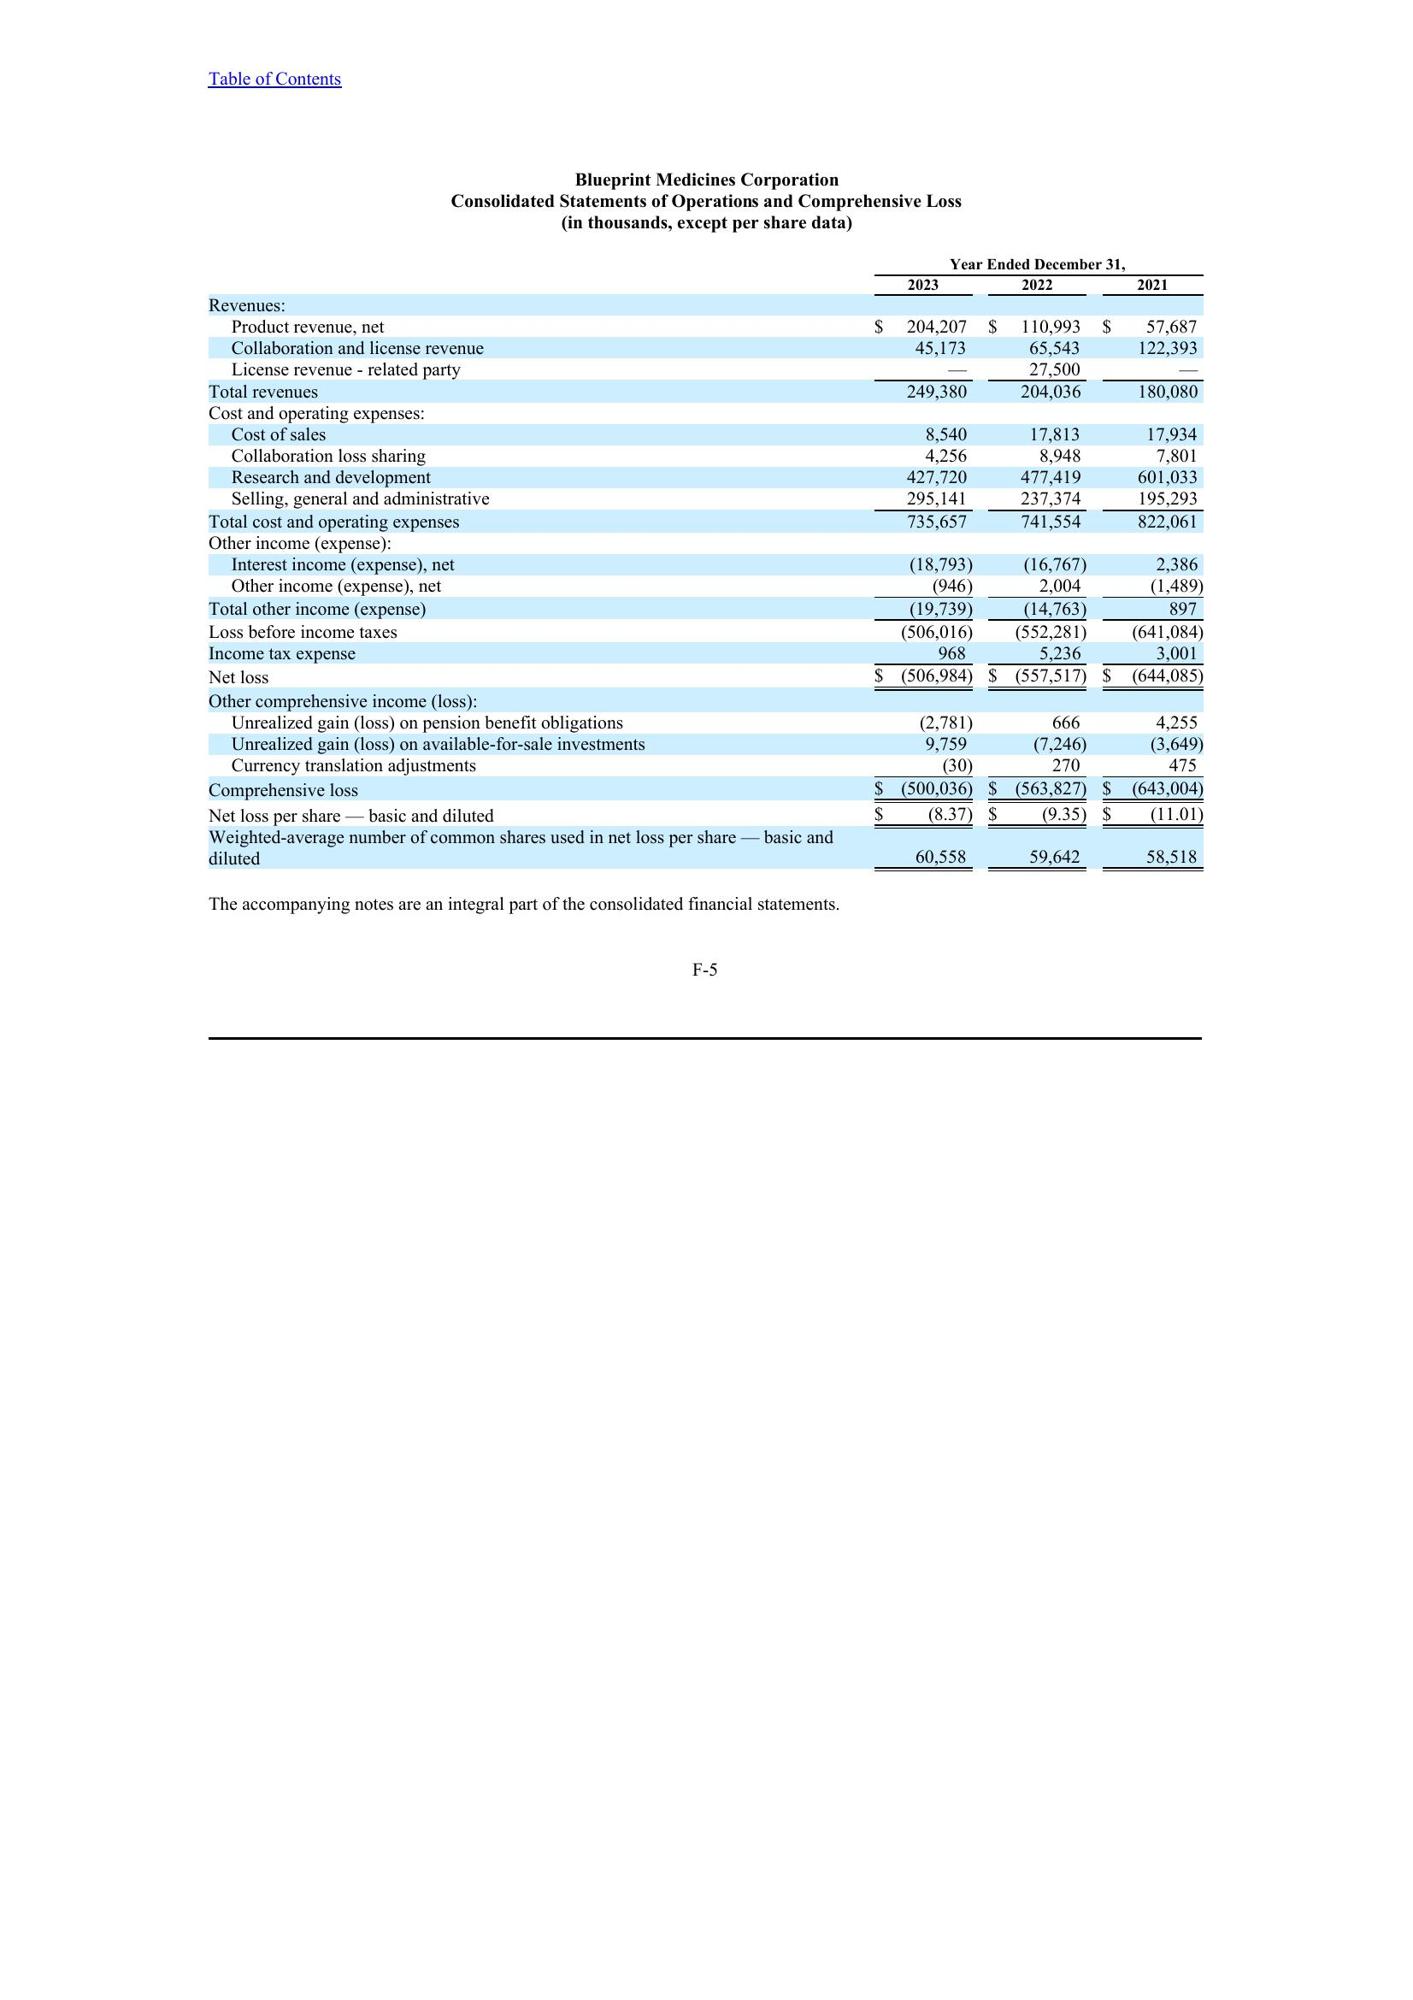 Table of Contents
Blueprint Medicines Corporation
Consolidated Statements of Operations and Comprehensive Loss
(in thousands, except per share data)
Year Ended December 31,
2023 2022 2021
Revenues:
Product revenue, net $ 204,207 $ 110,993 $ 57,687
Collaboration and license revenue 45,173 65,543 122,393
License revenue - related party — 27,500 —
Total revenues 249,380 204,036 180,080
Cost and operating expenses:
Cost of sales 8,540 17,813 17,934
Collaboration loss sharing 4,256 8,948 7,801
Research and development 427,720 477,419 601,033
Selling, general and administrative 295,141 237,374 195,293
Total cost and operating expenses 735,657 741,554 822,061
Other income (expense):
Interest income (expense), net (18,793) (16,767) 2,386
Other income (expense), net (946) 2,004 (1,489)
Total other income (expense) (19,739) (14,763) 897
Loss before income taxes (506,016) (552,281) (641,084)
Income tax expense 968 5,236 3,001
Net loss $ (506,984) $ (557,517) $ (644,085)
Other comprehensive income (loss):
Unrealized gain (loss) on pension benefit obligations (2,781) 666 4,255
Unrealized gain (loss) on available-for-sale investments 9,759 (7,246) (3,649)
Currency translation adjustments (30) 270 475
Comprehensive loss $ (500,036) $ (563,827) $ (643,004)
Net loss per share — basic and diluted $ (8.37) $ (9.35) $ (11.01)
Weighted-average number of common shares used in net loss per share — basic and
diluted 60,558 59,642 58,518
The accompanying notes are an integral part of the consolidated financial statements.
F-5